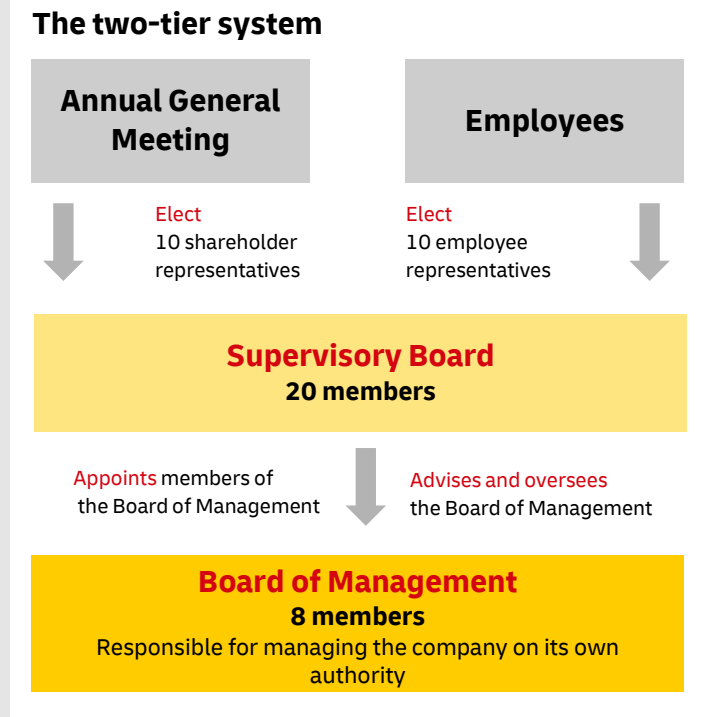 The two-tier system
Annual General
Meeting
Employees
Elect
10 shareholder
representatives
Elect
10 employee
representatives
Supervisory Board
20 members
Appoints members of
the Board of Management
Advises and oversees
the Board of Management
Board of Management
8 members
Responsible for managing the company on its own
authority